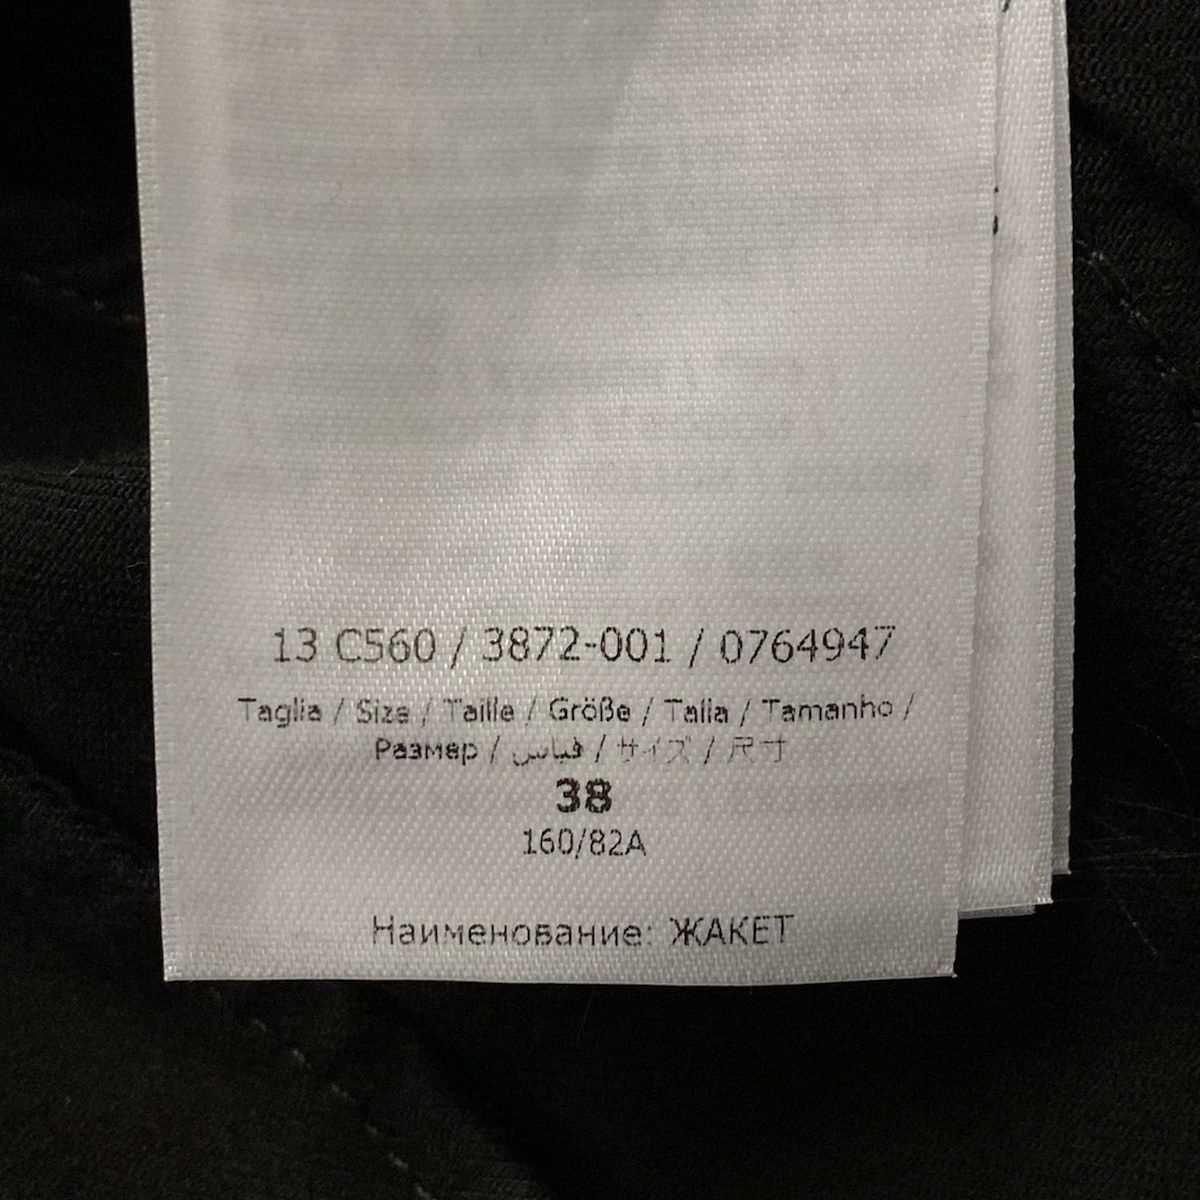 13 C560 / 3872-001 / 0764947
Taglia / Size / Taille / Größe / Talla / Tamanho /
Размер / قياس / サイズ / 尺寸
38
160/82A
Наименование: ЖАКЕТ